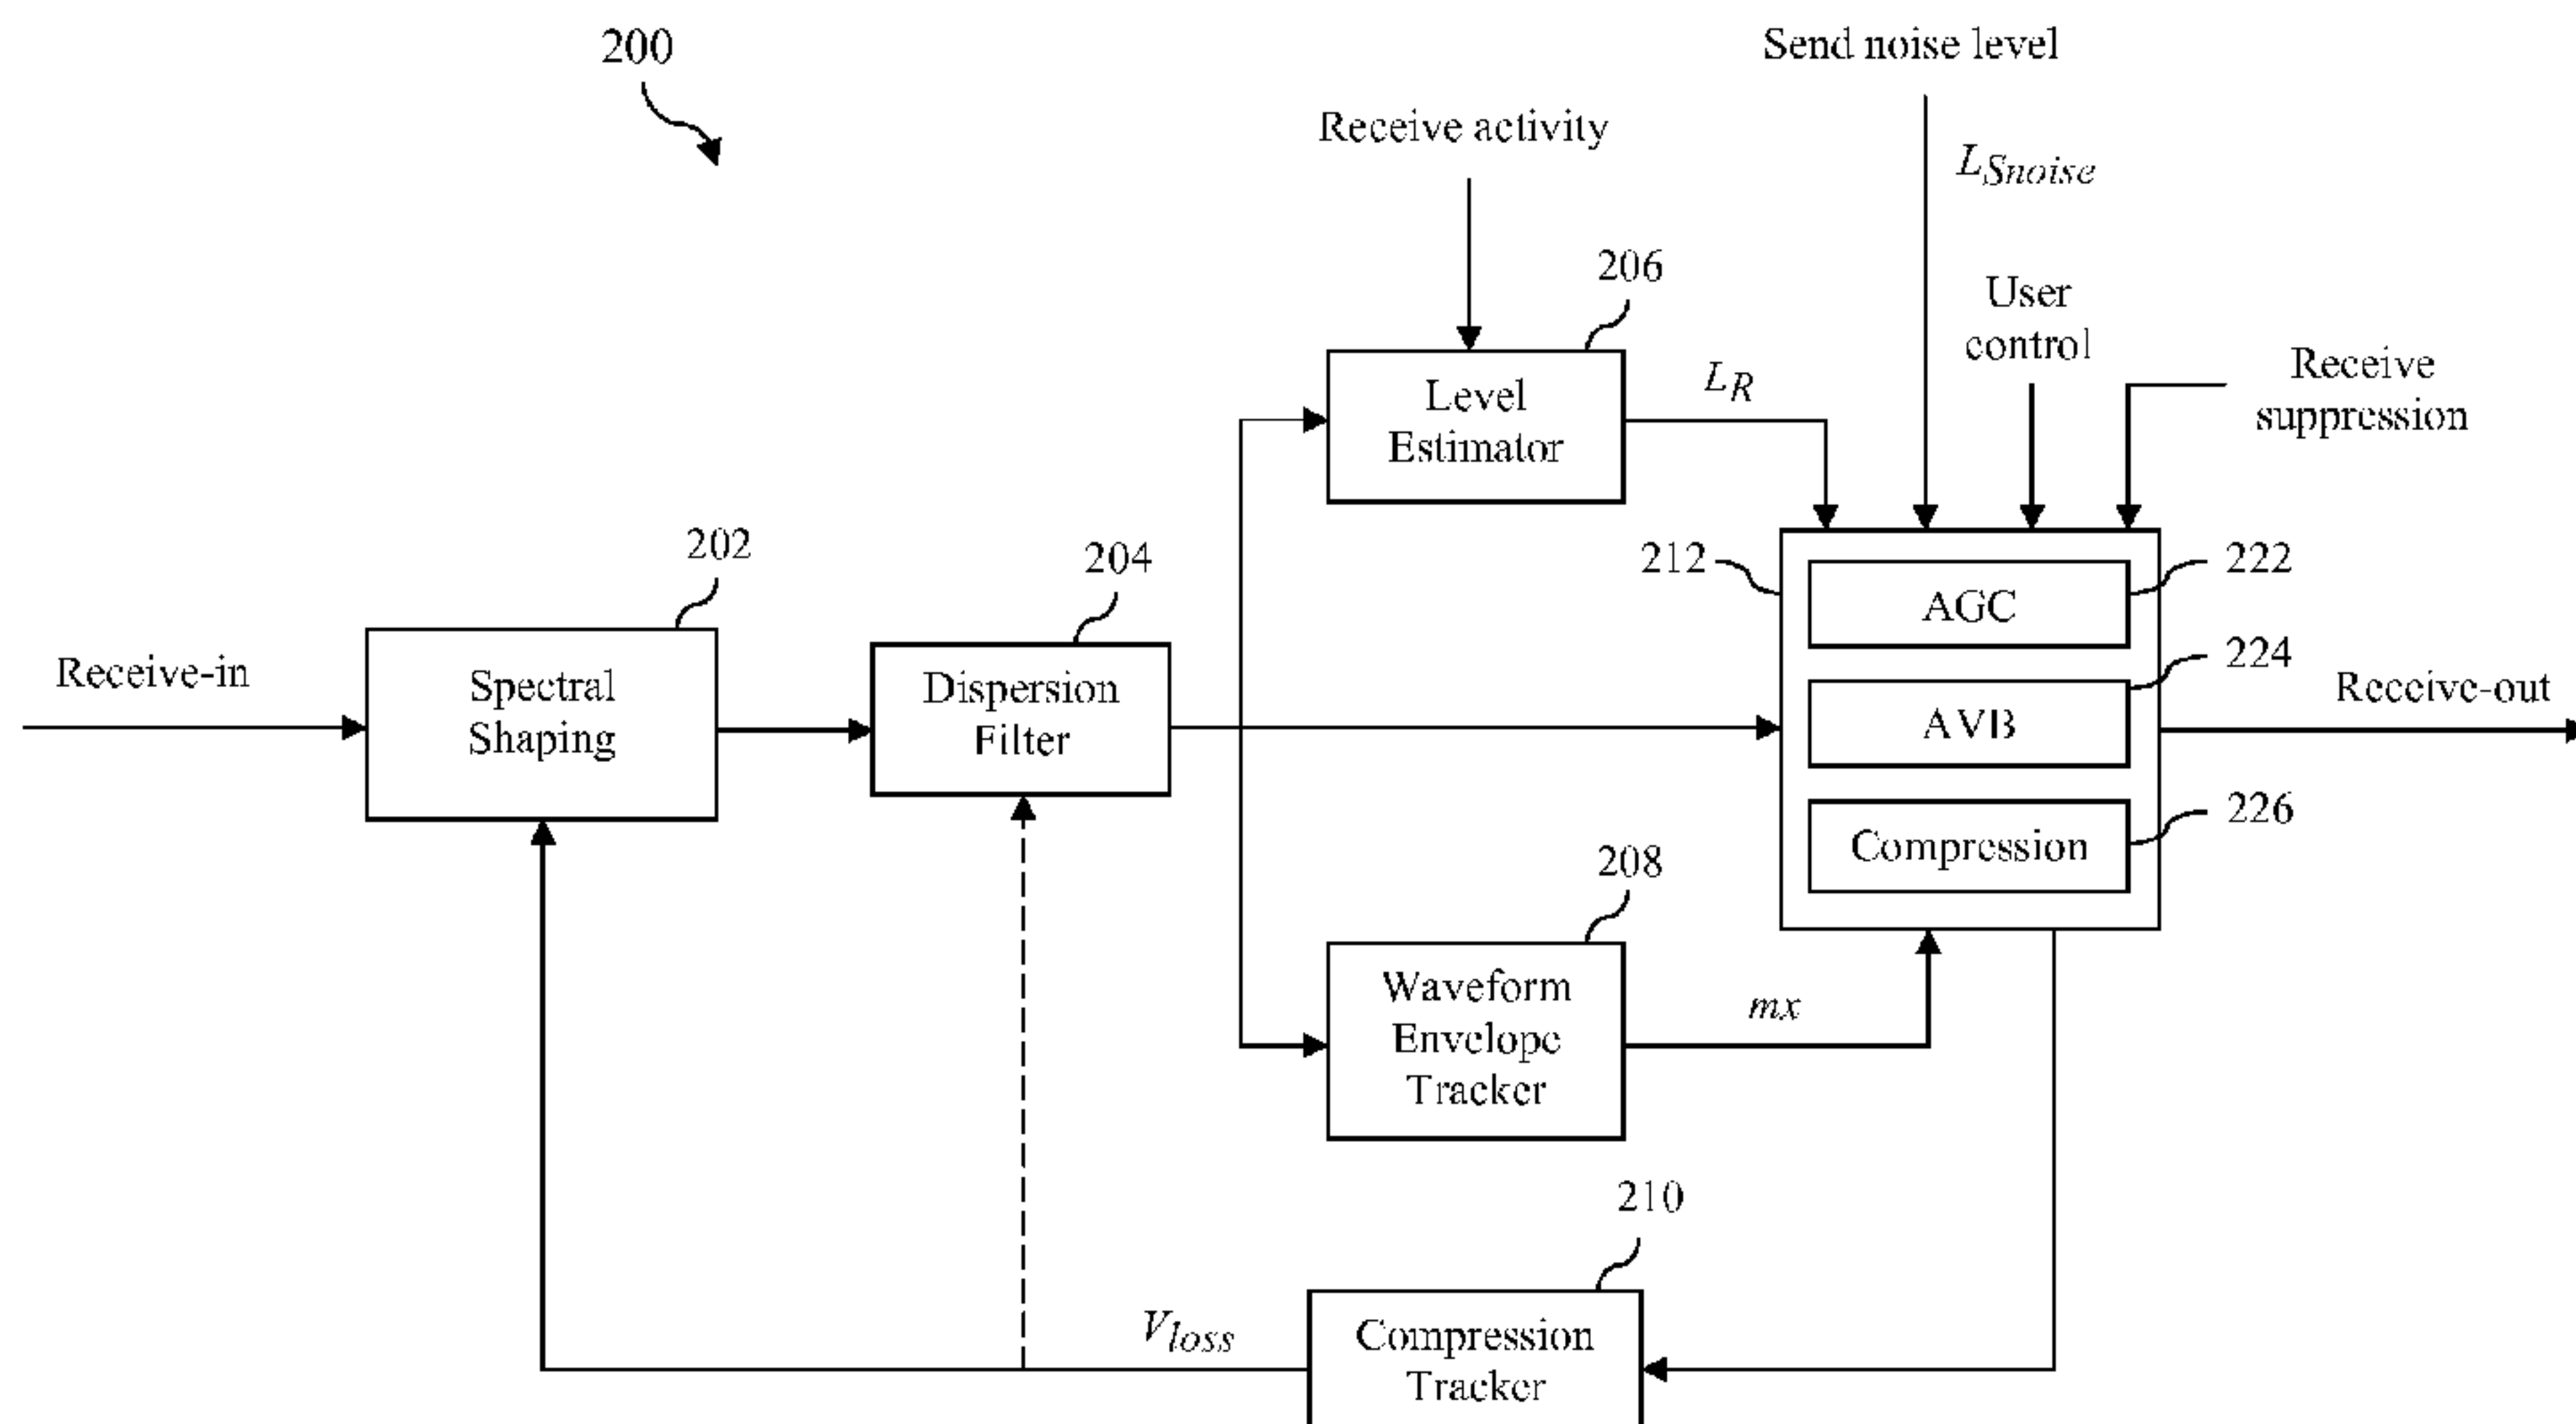 200
Send noise level
Receive activity
LSnoise
206
User
control
Receive
suppression
Level
Estimator
LR
202
204
212
222
AGC
224
Receive-in
Spectral
Shaping
Dispersion
Filter
AVB
Receive-out
226
Compression
208
Waveform
Envelope
Tracker
mx
210
Vloss
Compression
Tracker